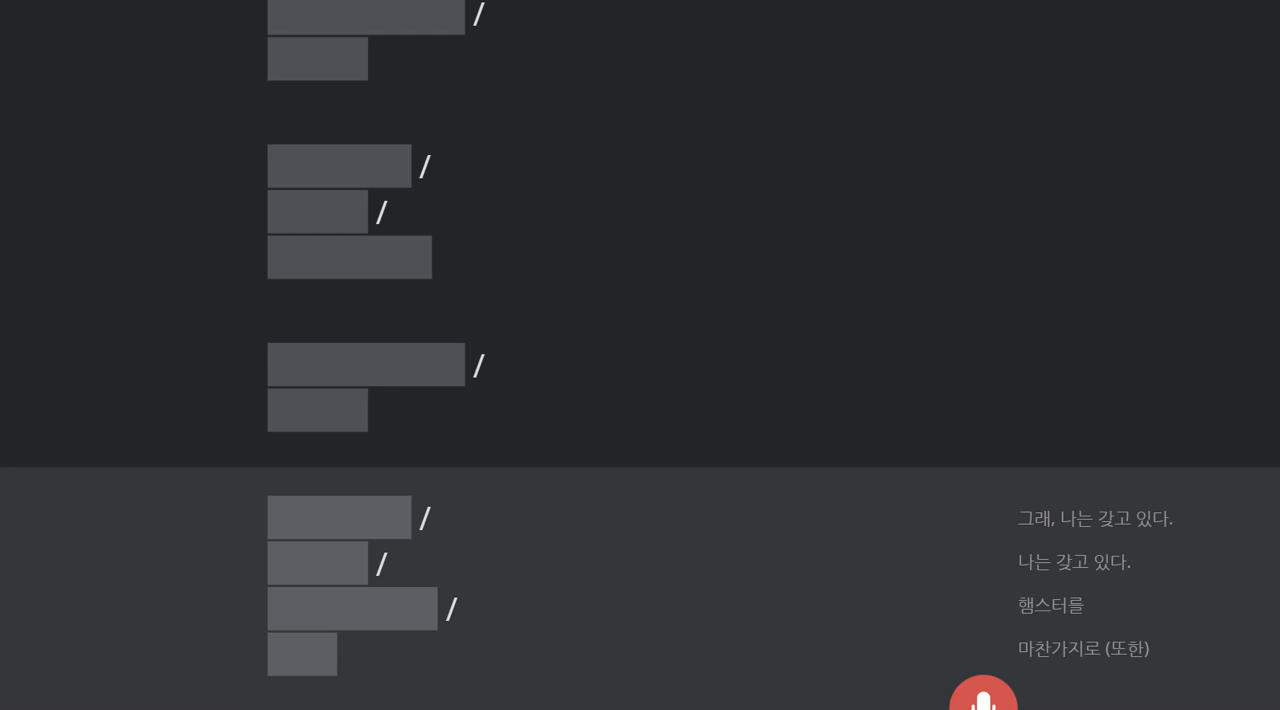 /
/
/
/
/ 그래, 나는 갖고 있다.
/ 나는 갖고 있다.
/ 햄스터를
마찬가지로 (또한)